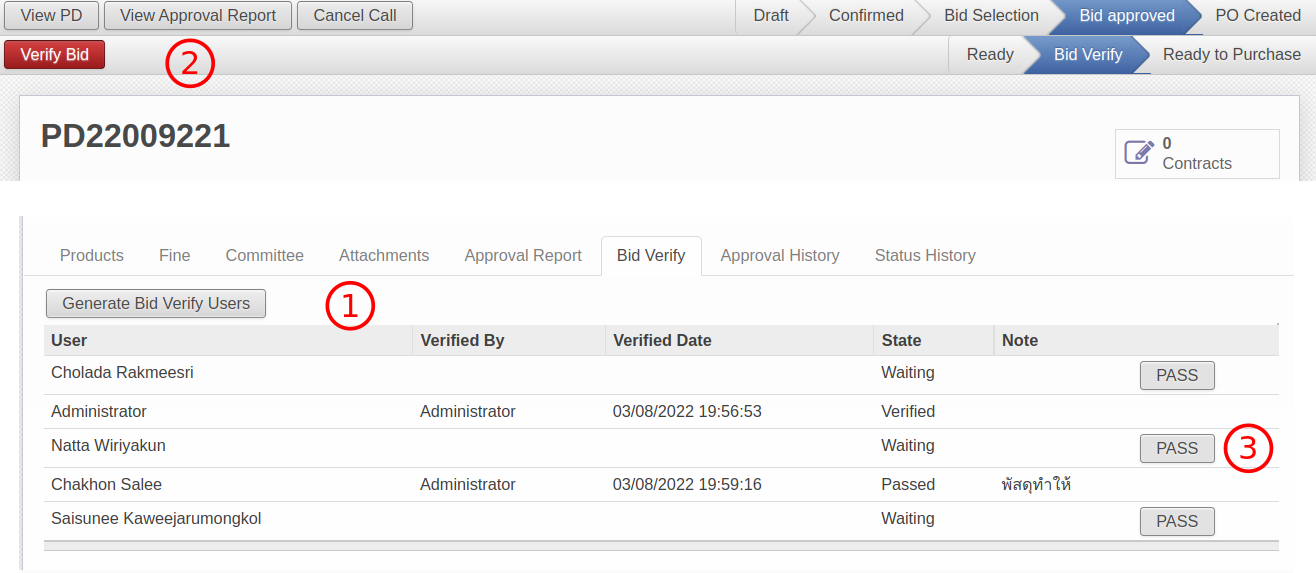 View PD View Approval Report Cancel Call Draft Confirmed Bid Selection Bid approved PO Created
Verify Bid 2 Ready Bid Verify Ready to Purchase
PD22009221
0
Contracts
Products Fine Committee Attachments Approval Report Bid Verify Approval History Status History
Generate Bid Verify Users 1
User Verified By Verified Date State Note
Cholada Rakmeesri Waiting PASS
Administrator Administrator 03/08/2022 19:56:53 Verified
Natta Wiriyakun Waiting PASS 3
Chakhon Salee Administrator 03/08/2022 19:59:16 Passed พัสดุทำให้
Saisunee Kaweejarumongkol Waiting PASS